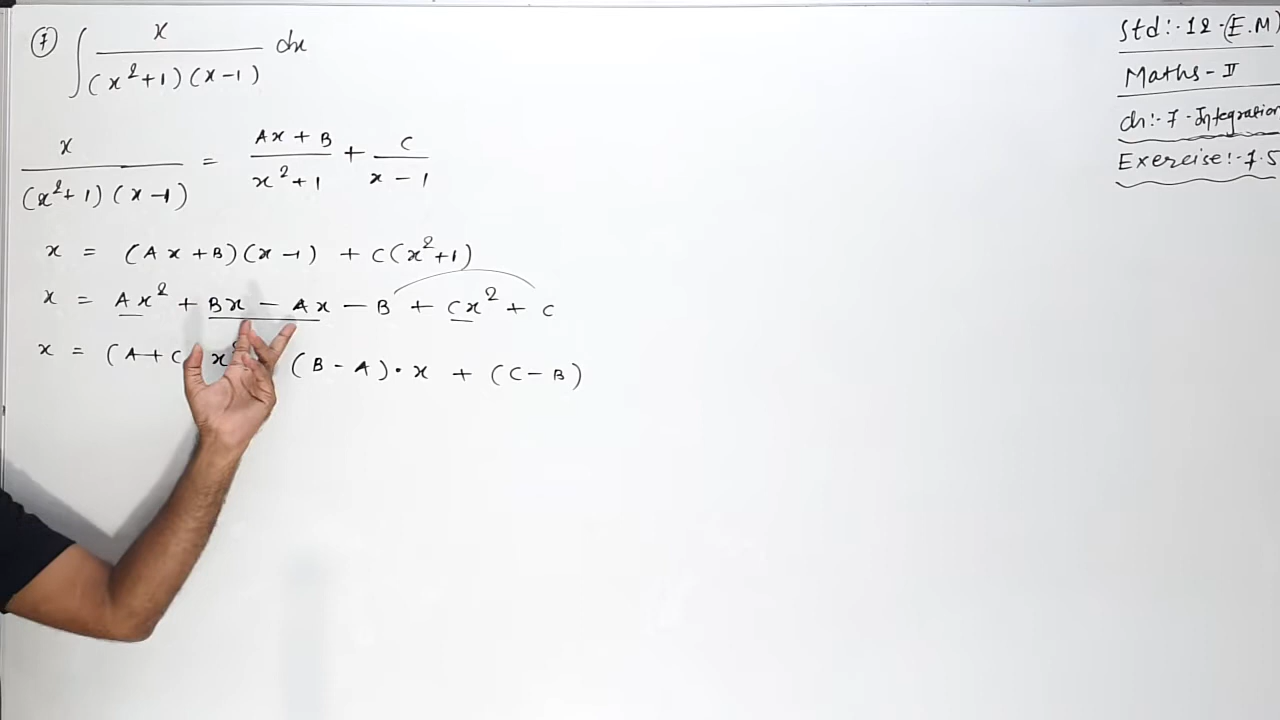 7 ∫ x / (x²+1)(x-1) dx
x / (x²+1)(x-1) = Ax+B / x²+1 + C / x-1
x = (Ax+B)(x-1) + C(x²+1)
x = Ax² + Bx - Ax - B + Cx² + C
x = (A+C x² (B-A)·x + (C-B)
Std:-12-(E.M)
Maths-II
ch:-7-Integration
Exercise:-7.5